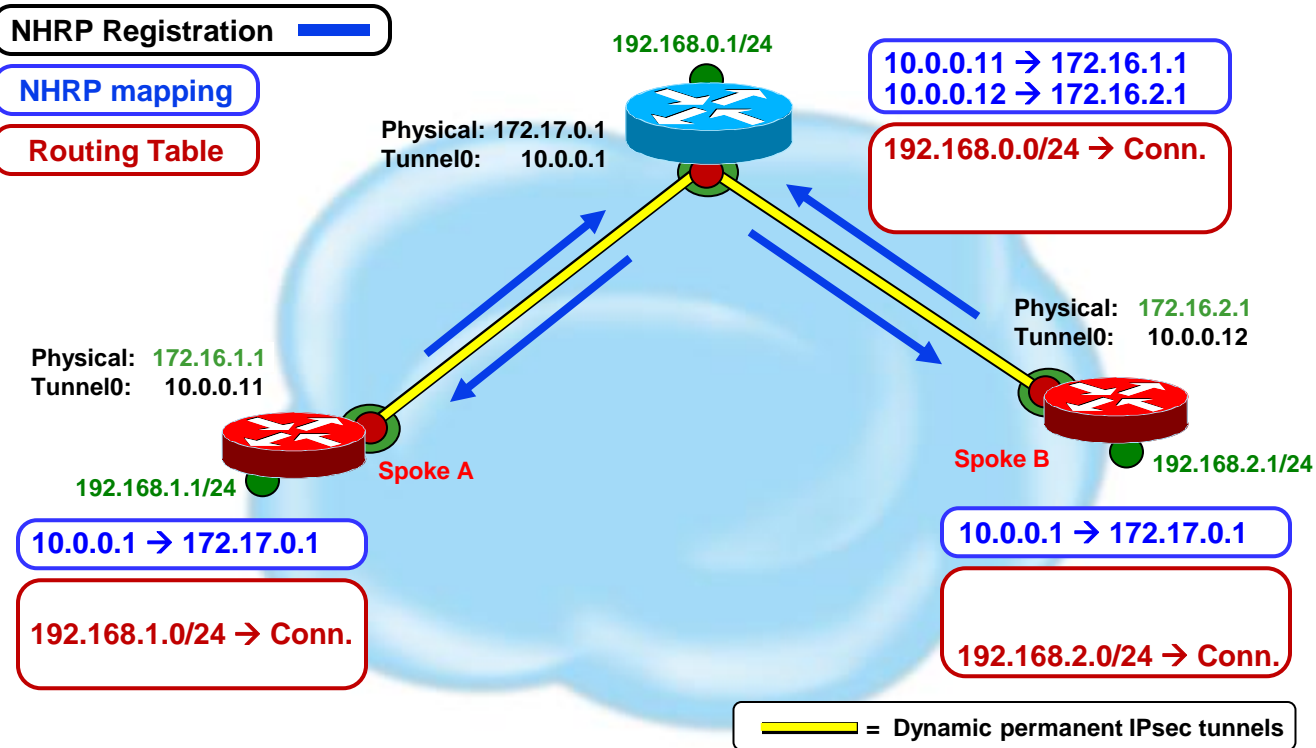 NHRP Registration
NHRP mapping
Routing Table
192.168.0.1/24
10.0.0.11 → 172.16.1.1
10.0.0.12 → 172.16.2.1
Physical: 172.17.0.1
Tunnel0: 10.0.0.1
192.168.0.0/24 → Conn.
Physical: 172.16.2.1
Tunnel0: 10.0.0.12
Physical: 172.16.1.1
Tunnel0: 10.0.0.11
Spoke A
Spoke B
192.168.1.1/24
192.168.2.1/24
10.0.0.1 → 172.17.0.1
10.0.0.1 → 172.17.0.1
192.168.1.0/24 → Conn.
192.168.2.0/24 → Conn.
= Dynamic permanent IPsec tunnels